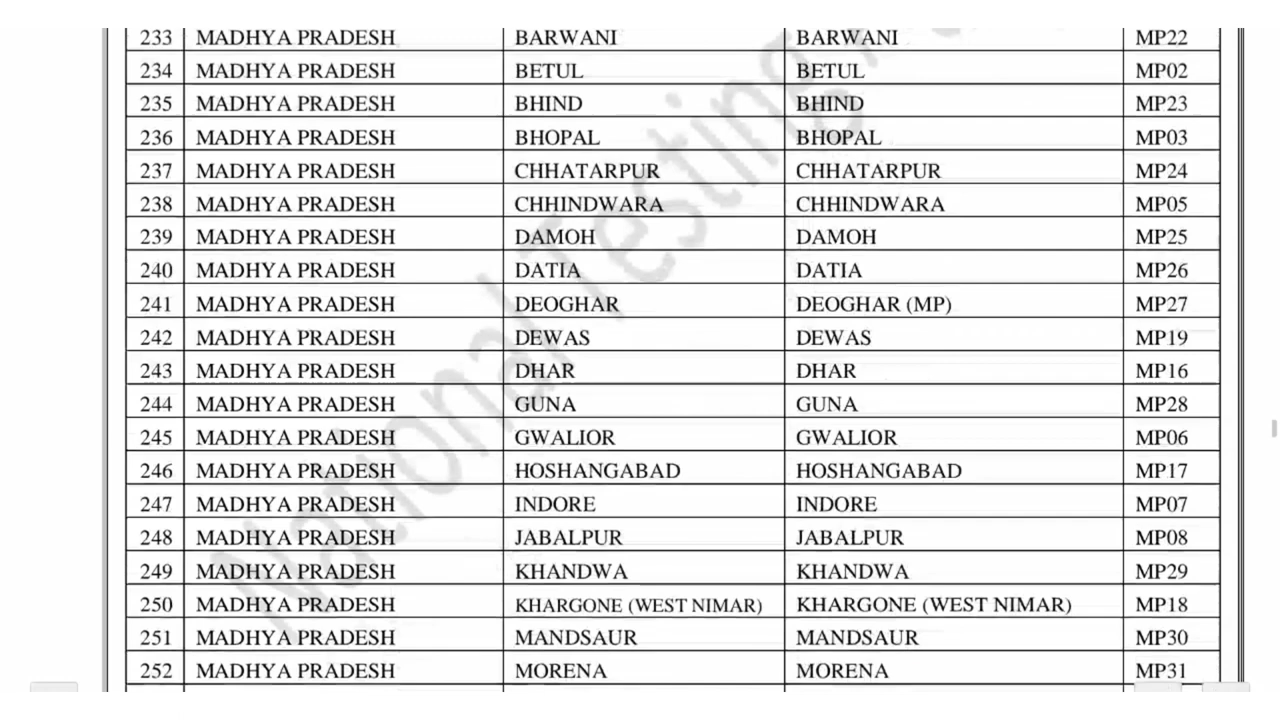 233 MADHYA PRADESH BARWANI BARWANI MP22
234 MADHYA PRADESH BETUL BETUL MP02
235 MADHYA PRADESH BHIND BHIND MP23
236 MADHYA PRADESH BHOPAL BHOPAL MP03
237 MADHYA PRADESH CHHATARPUR CHHATARPUR MP24
238 MADHYA PRADESH CHHINDWARA CHHINDWARA MP05
239 MADHYA PRADESH DAMOH DAMOH MP25
240 MADHYA PRADESH DATIA DATIA MP26
241 MADHYA PRADESH DEOGHAR DEOGHAR (MP) MP27
242 MADHYA PRADESH DEWAS DEWAS MP19
243 MADHYA PRADESH DHAR DHAR MP16
244 MADHYA PRADESH GUNA GUNA MP28
245 MADHYA PRADESH GWALIOR GWALIOR MP06
246 MADHYA PRADESH HOSHANGABAD HOSHANGABAD MP17
247 MADHYA PRADESH INDORE INDORE MP07
248 MADHYA PRADESH JABALPUR JABALPUR MP08
249 MADHYA PRADESH KHANDWA KHANDWA MP29
250 MADHYA PRADESH KHARGONE (WEST NIMAR) KHARGONE (WEST NIMAR) MP18
251 MADHYA PRADESH MANDSAUR MANDSAUR MP30
252 MADHYA PRADESH MORENA MORENA MP31
National Testing